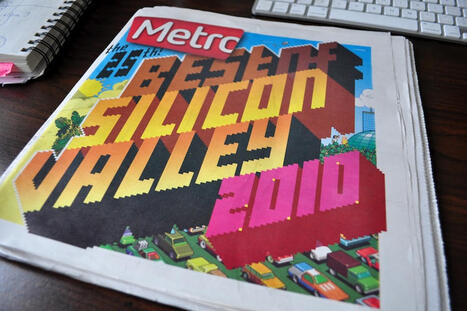 Metro
the
25th!
BEST OF
SILICON
VALLEY
2010